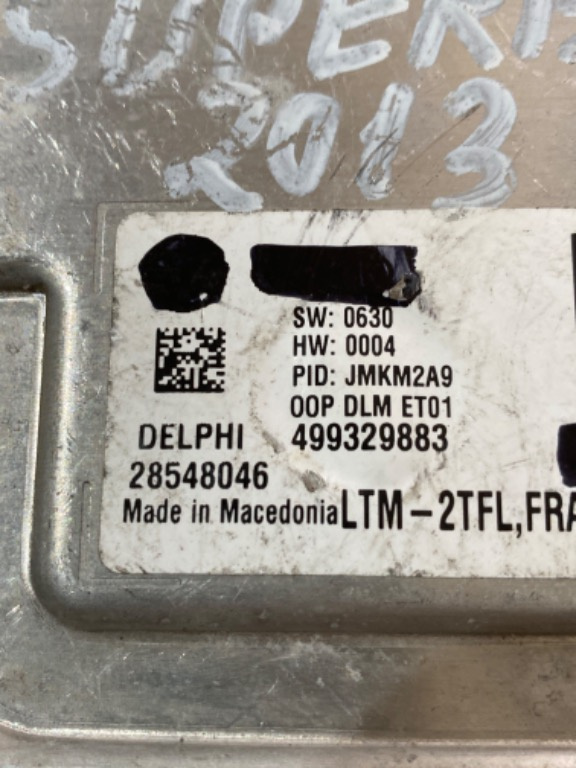 2013
SW: 0630
HW: 0004
PID: JMKM2A9
OOP DLM ET01
DELPHI 499329883
28548046
Made in Macedonia LTM-2TFL,FRA